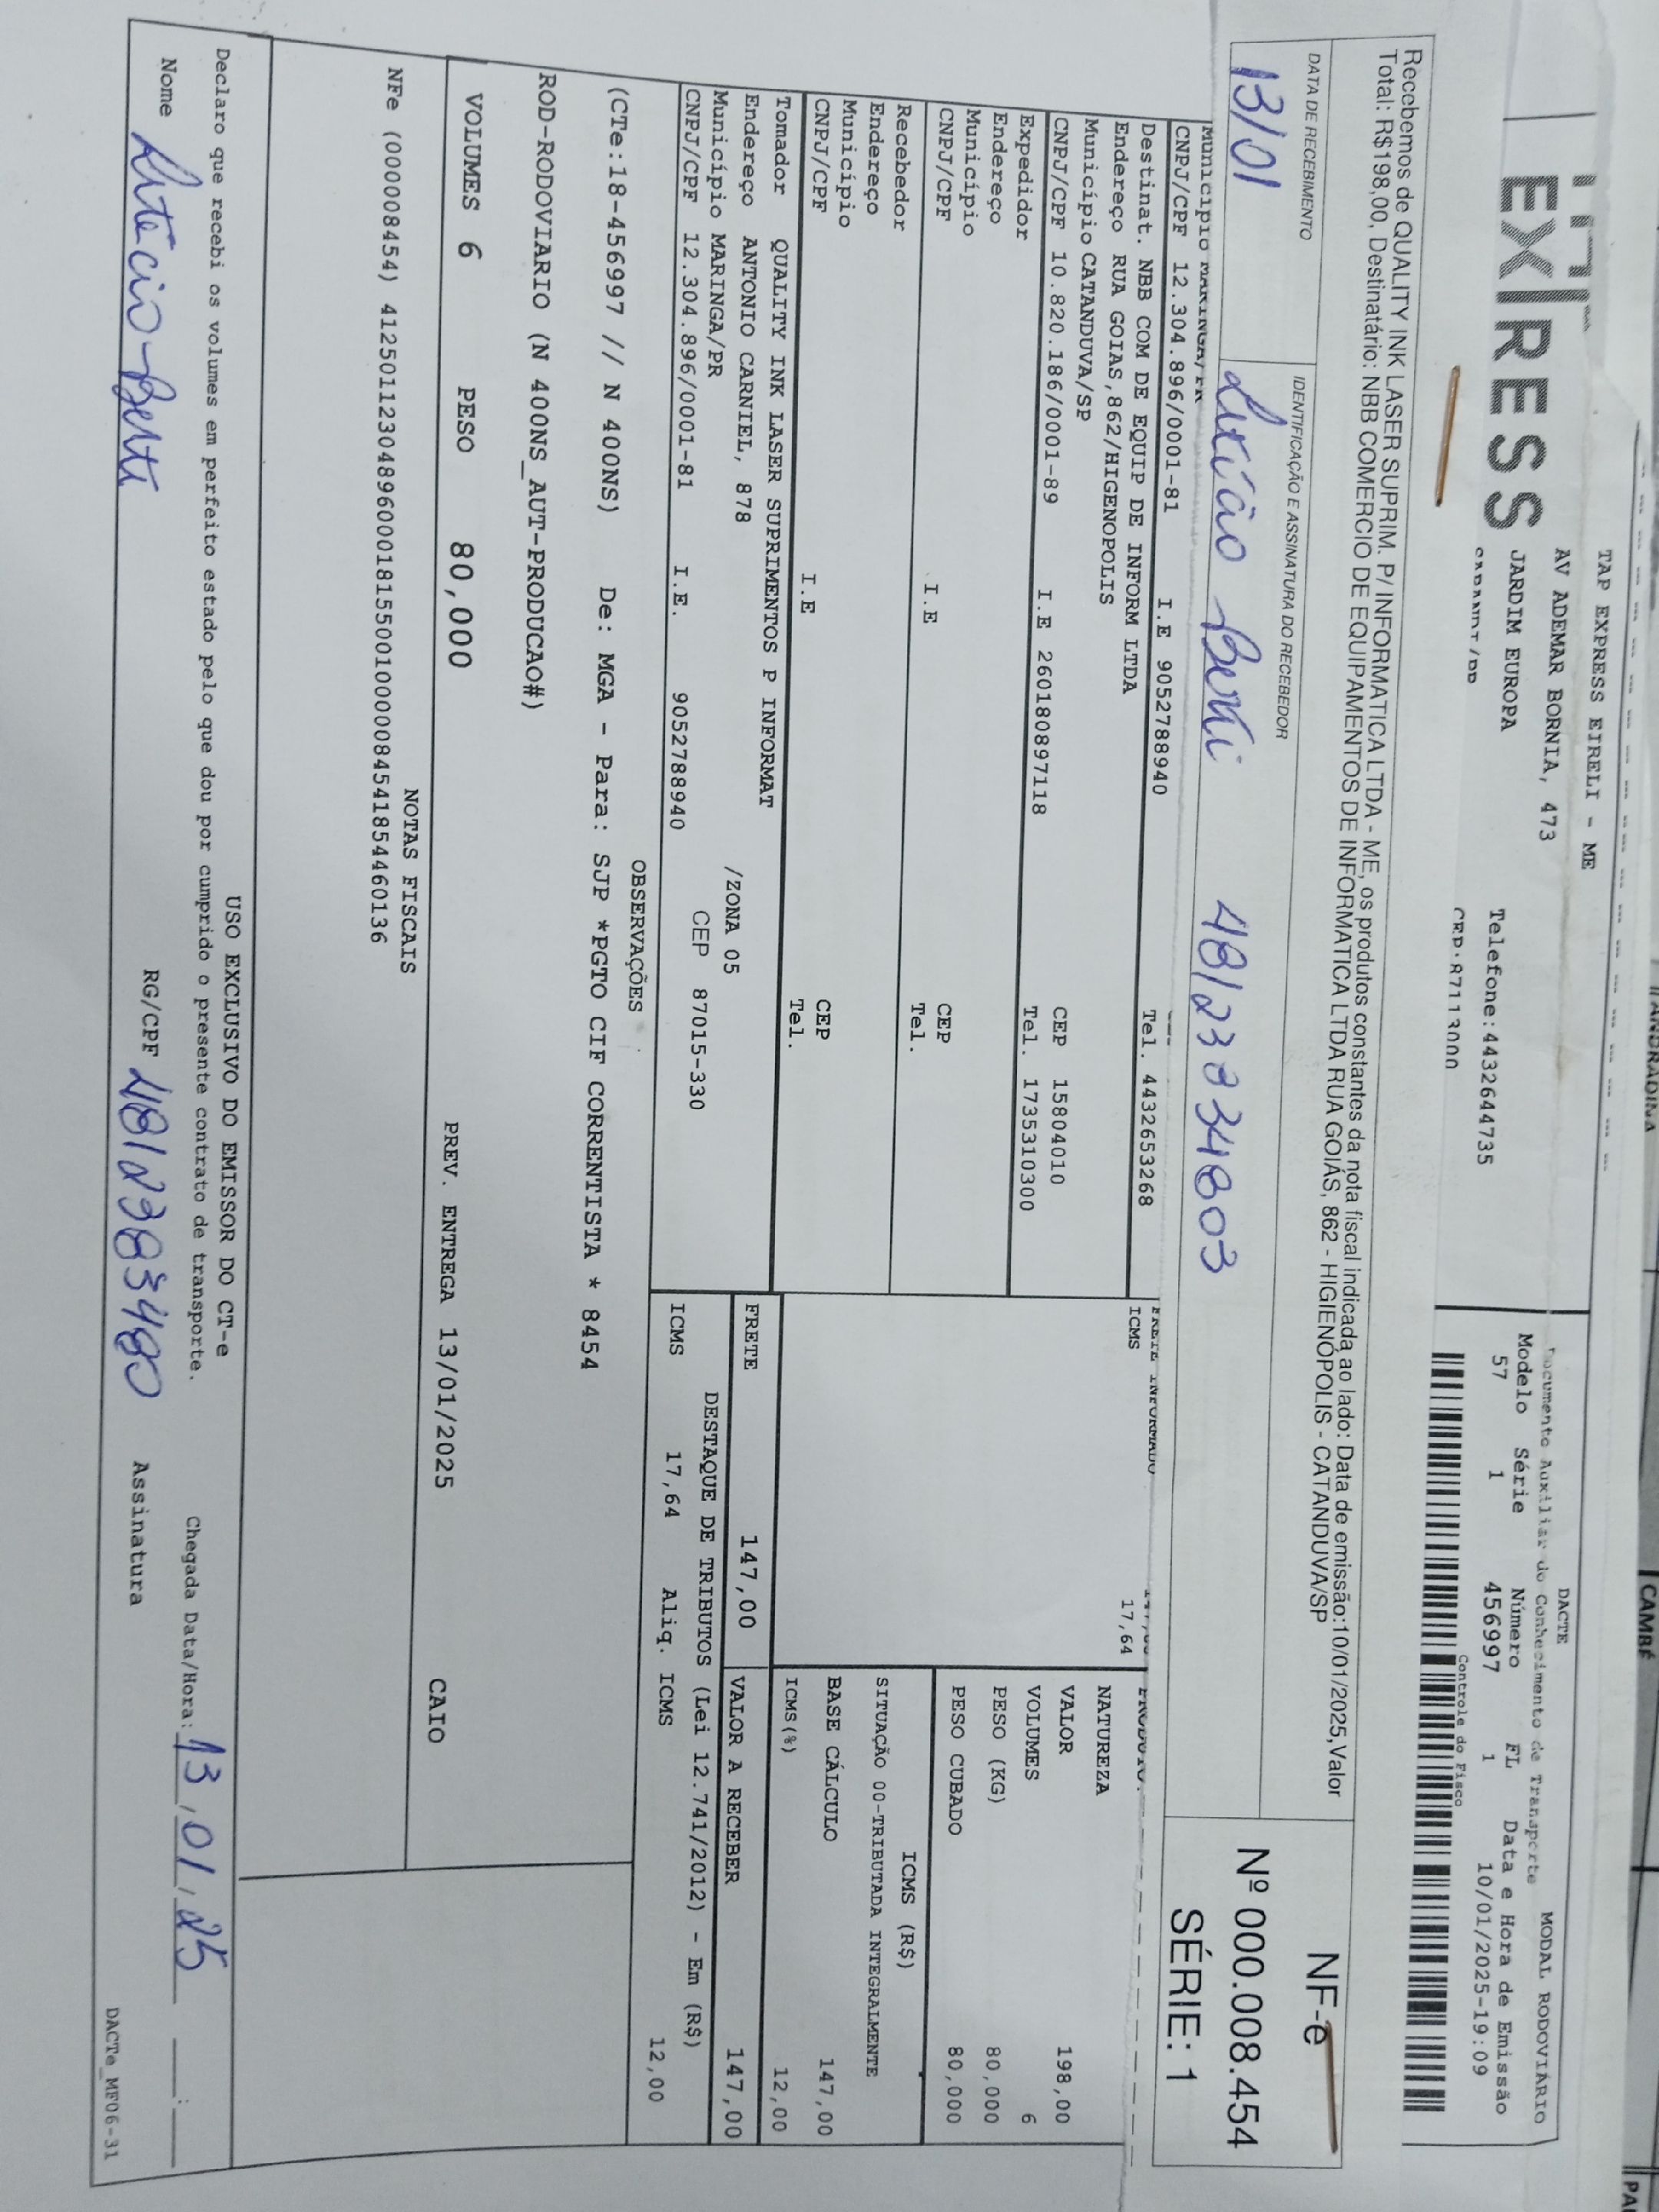 ANDRADINA
CAMBÉ
EXPRESS
TAP EXPRESS EIRELI - ME
AV ADEMAR BORNIA, 473
JARDIM EUROPA
Telefone:4432644735
CEP:87113000
DACTE
Documento Auxiliar do Conhecimento de Transporte
MODAL RODOVIÁRIO
Modelo Série Número FL Data e Hora de Emissão
57 1 456997 1 10/01/2025-19:09
Controle do Fisco
Recebemos de QUALITY INK LASER SUPRIM. P/ INFORMATICA LTDA - ME, os produtos constantes da nota fiscal indicada ao lado: Data de emissão:10/01/2025,Valor
Total: R$198,00, Destinatário: NBB COMERCIO DE EQUIPAMENTOS DE INFORMATICA LTDA RUA GOIÁS, 862 - HIGIENÓPOLIS - CATANDUVA/SP
DATA DE RECEBIMENTO
IDENTIFICAÇÃO E ASSINATURA DO RECEBEDOR
13/01
NF-e
Nº 000.008.454
SÉRIE: 1
Município MARINGA/PR
CNPJ/CPF 12.304.896/0001-81 I.E 9052788940 Tel. 4432653268
Destinat. NBB COM DE EQUIP DE INFORM LTDA
Endereço RUA GOIAS,862/HIGENOPOLIS
Município CATANDUVA/SP CEP 15804010
CNPJ/CPF 10.820.186/0001-89 I.E 260180897118 Tel. 1735310300
Expedidor
Endereço
Município CEP
CNPJ/CPF I.E Tel.
Recebedor
Endereço
Município CEP
CNPJ/CPF I.E Tel.
Tomador QUALITY INK LASER SUPRIMENTOS P INFORMAT
Endereço ANTONIO CARNIEL, 878 /ZONA 05
Município MARINGA/PR CEP 87015-330
CNPJ/CPF 12.304.896/0001-81 I.E. 9052788940
FRETE INFORMADO
ICMS 17,64
NATUREZA
VALOR 198,00
VOLUMES 6
PESO (KG) 80,000
PESO CUBADO 80,000
ICMS (R$)
SITUAÇÃO 00-TRIBUTADA INTEGRALMENTE
BASE CÁLCULO 147,00
ICMS(%) 12,00
FRETE 147,00 VALOR A RECEBER 147,00
DESTAQUE DE TRIBUTOS (Lei 12.741/2012) - Em (R$)
ICMS 17,64 Aliq. ICMS 12,00
OBSERVAÇÕES
(CTe:18-456997 // N 400NS) De: MGA - Para: SJP *PGTO CIF CORRENTISTA * 8454
ROD-RODOVIARIO (N 400NS_AUT-PRODUCAO#)
VOLUMES 6 PESO 80,000 PREV. ENTREGA 13/01/2025 CAIO
NOTAS FISCAIS
NFe (000008454) 41250112304896000181550010000084541854460136
USO EXCLUSIVO DO EMISSOR DO CT-e
Declaro que recebi os volumes em perfeito estado pelo que dou por cumprido o presente contrato de transporte.
Chegada Data/Hora: 13/01/25 __:__
Nome RG/CPF Assinatura
DACTe_MF06-31